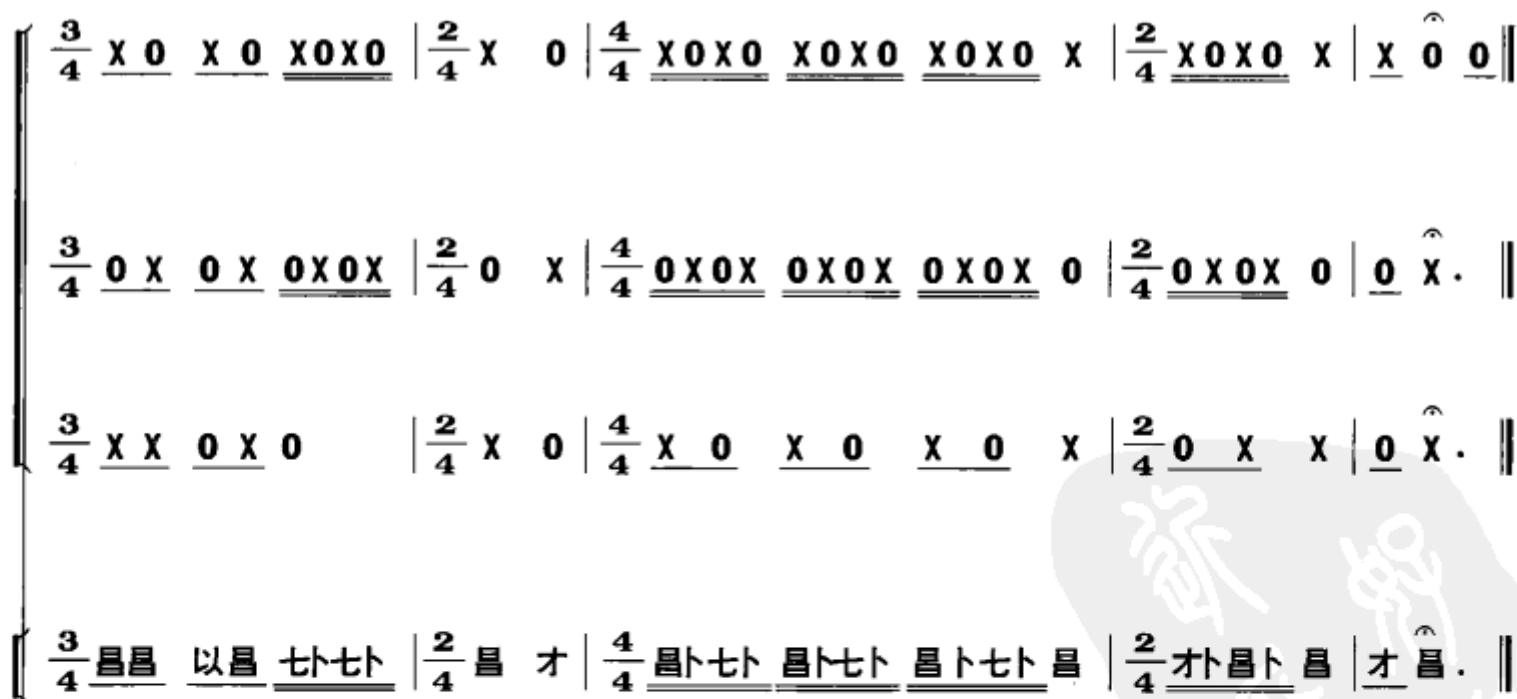 3/4 X 0 X 0 X0X0 | 2/4 X 0 | 4/4 X0X0 X0X0 X0X0 X | 2/4 X0X0 X | X 0 0 ‖
3/4 0 X 0 X 0X0X | 2/4 0 X | 4/4 0X0X 0X0X 0X0X 0 | 2/4 0X0X 0 | 0 X. ‖
3/4 X X 0 X 0 | 2/4 X 0 | 4/4 X 0 X 0 X 0 X | 2/4 0 X X | 0 X. ‖
3/4 昌昌 以昌 七卜七卜 | 2/4 昌 才 | 4/4 昌卜七卜 昌卜七卜 昌卜七卜 昌 | 2/4 才卜昌卜 昌 | 才 昌. ‖